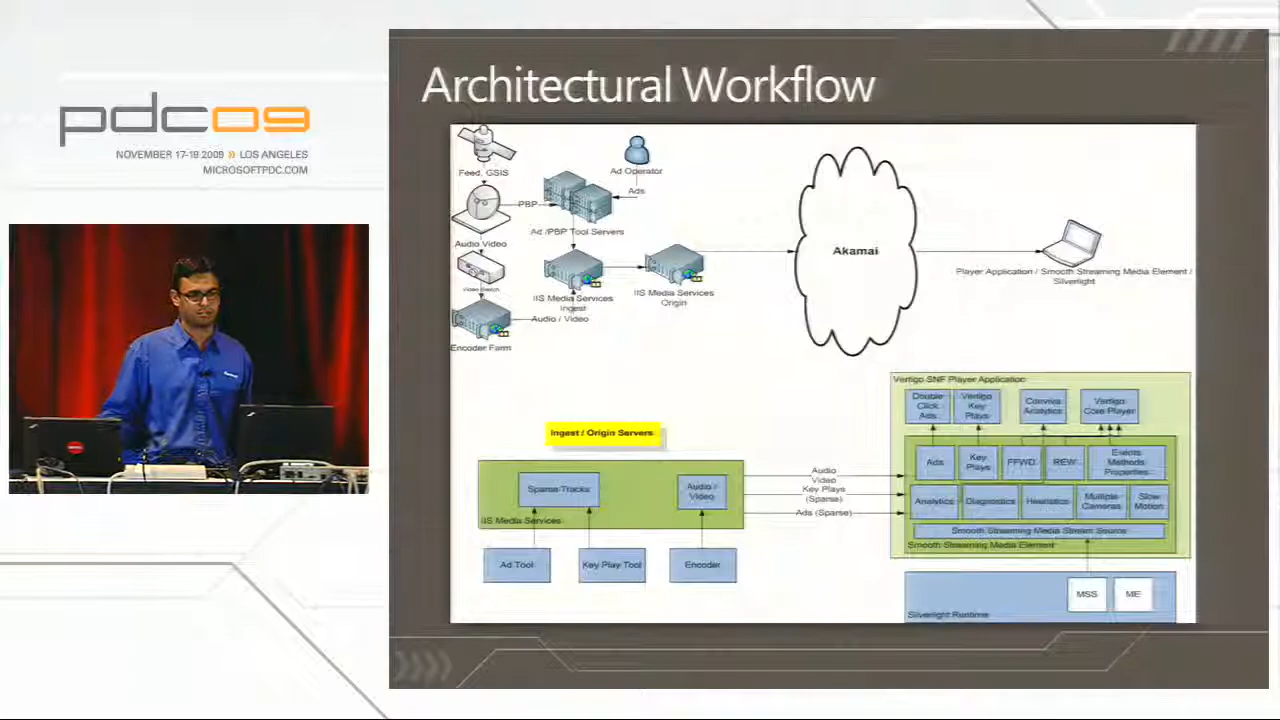 pdc09
NOVEMBER 17-19 2009 » LOS ANGELES
MICROSOFTPDC.COM
Architectural Workflow
Feed, GSIS
Ad Operator
Ads
PBP
Ad /PBP Tool Servers
Audio Video
Video Switch
IIS Media Services
Ingest
IIS Media Services
Origin
Audio / Video
Encoder Farm
Akamai
Player Application / Smooth Streaming Media Element /
Silverlight
Vertigo SNF Player Application
Double
Click
Ads
Vertigo
Key
Plays
Conviva
Analytics
Vertigo
Core Player
Ads
Key
Plays
FFWD
REW
Events
Methods
Properties
Analytics
Diagnostics
Heuristics
Multiple
Cameras
Slow
Motion
Smooth Streaming Media Stream Source
Smooth Streaming Media Element
MSS
ME
Silverlight Runtime
Ingest / Origin Servers
Sparse Tracks
Audio /
Video
IIS Media Services
Ad Tool
Key Play Tool
Encoder
Audio
Video
Key Plays
(Sparse)
Ads (Sparse)